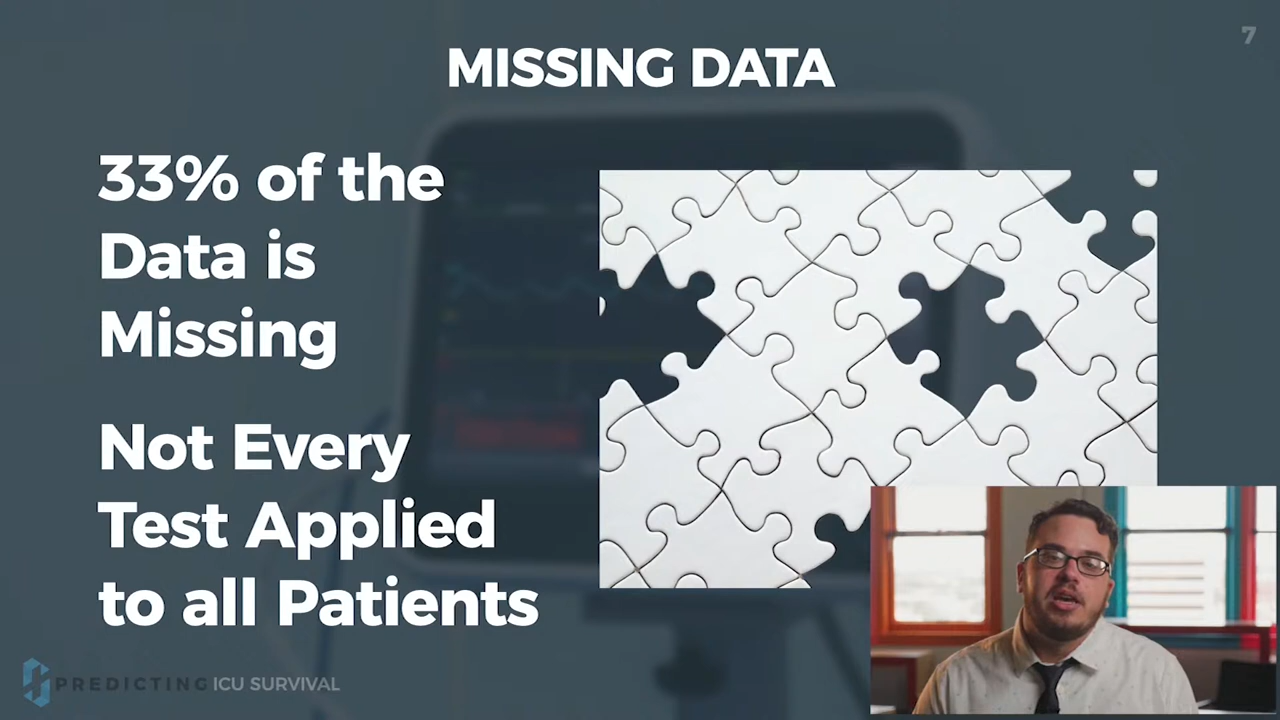 7
MISSING DATA
33% of the
Data is
Missing
Not Every
Test Applied
to all Patients
PREDICTING ICU SURVIVAL